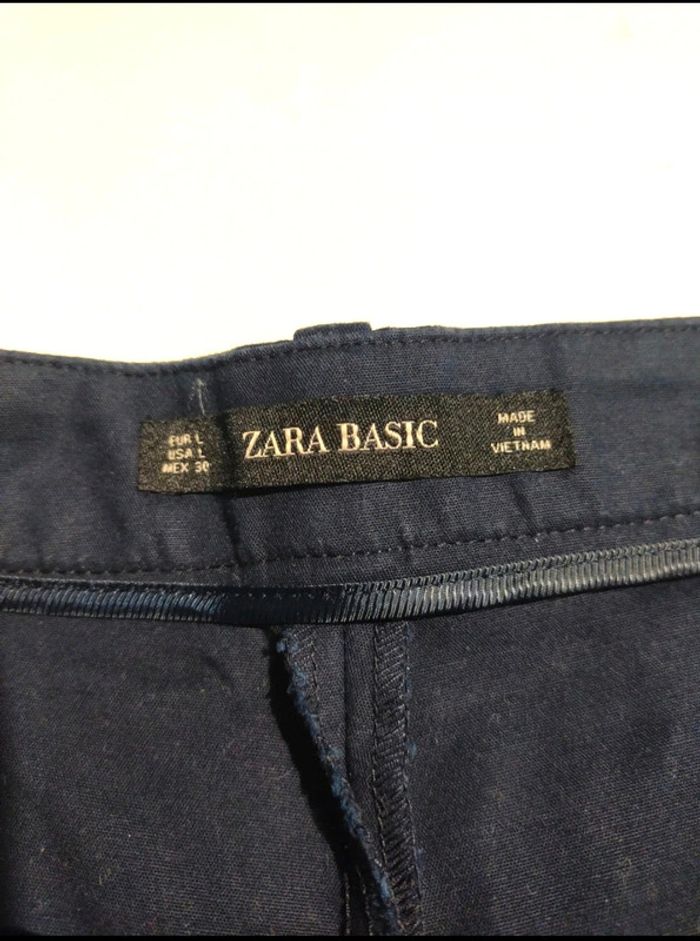 EUR L
USA L
MEX 30
ZARA BASIC
MADE
IN
VIETNAM